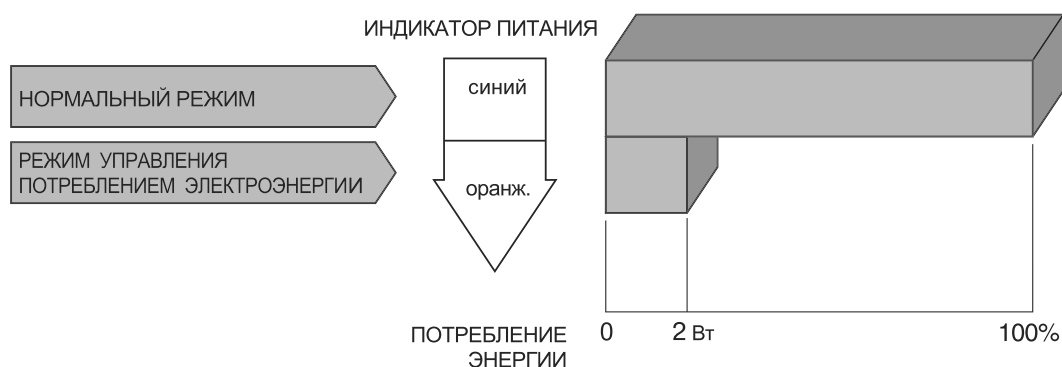 ИНДИКАТОР ПИТАНИЯ
НОРМАЛЬНЫЙ РЕЖИМ
синий
РЕЖИМ УПРАВЛЕНИЯ
ПОТРЕБЛЕНИЕМ ЭЛЕКТРОЭНЕРГИИ
оранж.
ПОТРЕБЛЕНИЕ
ЭНЕРГИИ
0 2 Вт 100%